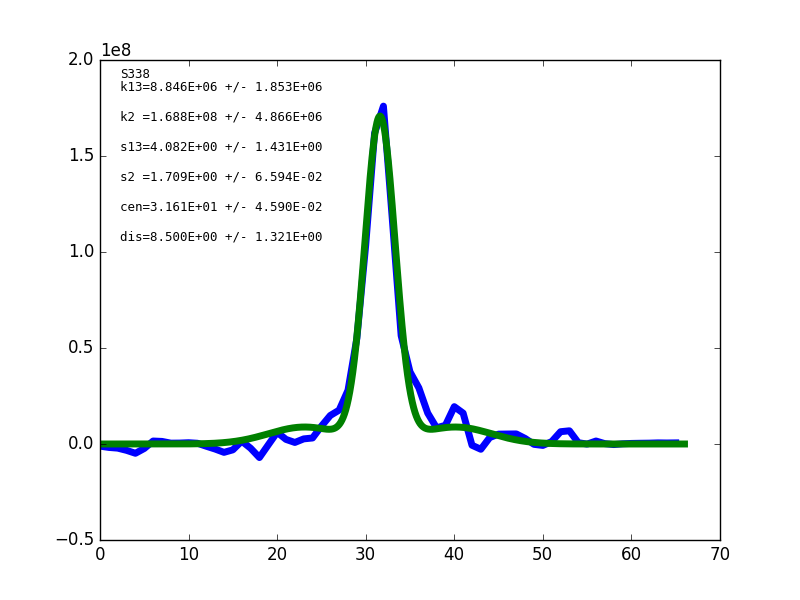 1e8
2.0
S338
k13=8.846E+06 +/- 1.853E+06
k2 =1.688E+08 +/- 4.866E+06
s13=4.082E+00 +/- 1.431E+00
s2 =1.709E+00 +/- 6.594E-02
cen=3.161E+01 +/- 4.590E-02
dis=8.500E+00 +/- 1.321E+00
1.5
1.0
0.5
0.0
−0.5
0 10 20 30 40 50 60 70